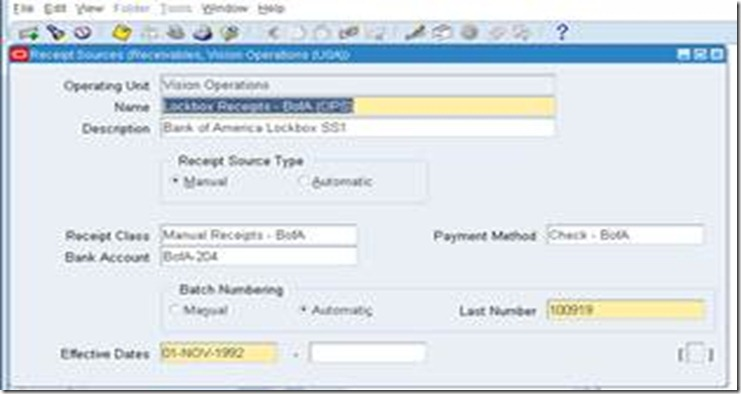 File Edit View Folder Tools Window Help
Receipt Sources (Receivables, Vision Operations (USA))
Operating Unit Vision Operations
Name Lockbox Receipts - BofA (OPS)
Description Bank of America Lockbox SS1
Receipt Source Type
Manual Automatic
Receipt Class Manual Receipts - BofA Payment Method Check - BofA
Bank Account BofA-204
Batch Numbering
Manual Automatic Last Number 100919
Effective Dates 01-NOV-1992 -
[ ]